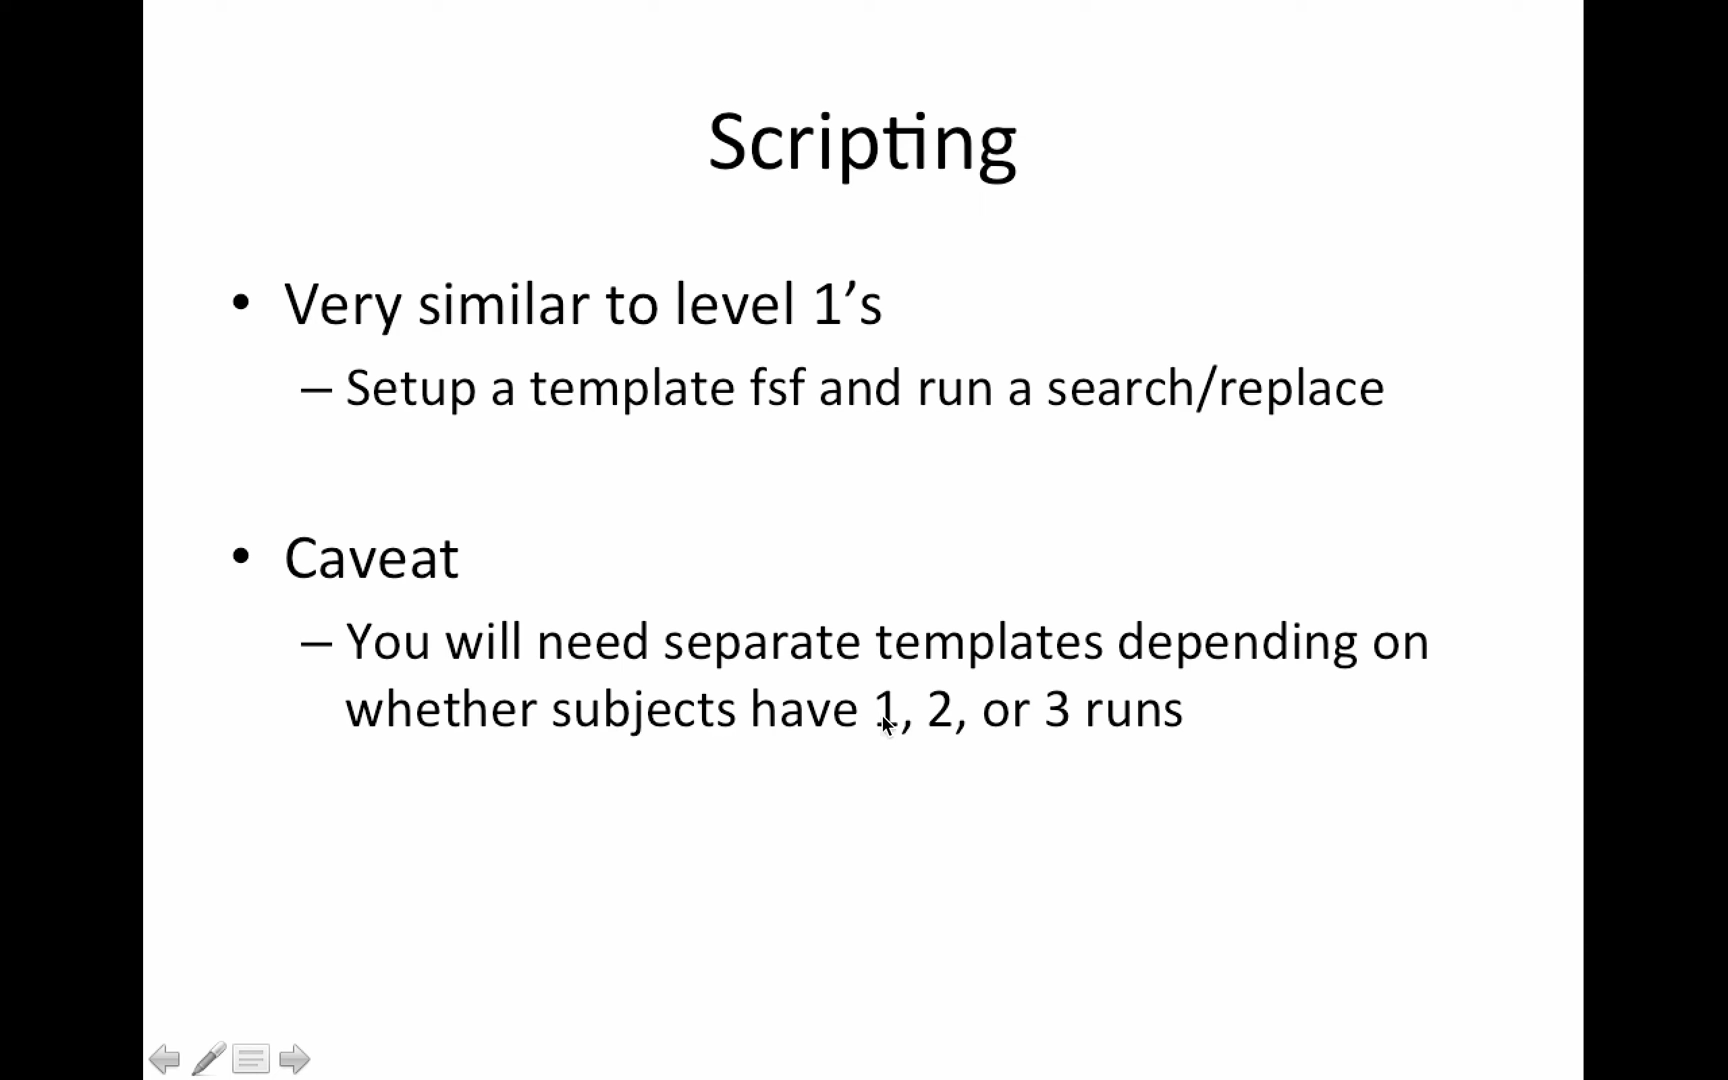 Scripting
• Very similar to level 1’s
– Setup a template fsf and run a search/replace
• Caveat
– You will need separate templates depending on
whether subjects have 1, 2, or 3 runs